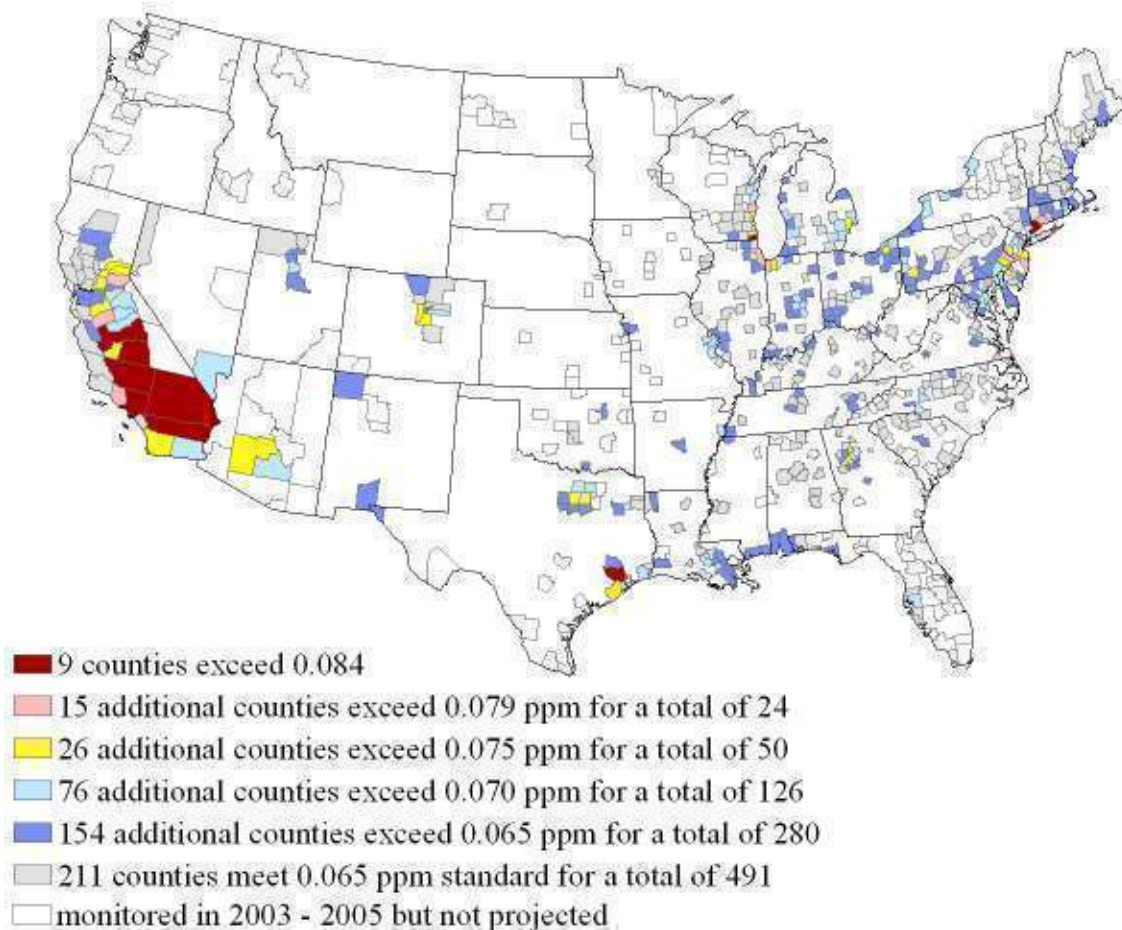 9 counties exceed 0.084
15 additional counties exceed 0.079 ppm for a total of 24
26 additional counties exceed 0.075 ppm for a total of 50
76 additional counties exceed 0.070 ppm for a total of 126
154 additional counties exceed 0.065 ppm for a total of 280
211 counties meet 0.065 ppm standard for a total of 491
monitored in 2003 - 2005 but not projected